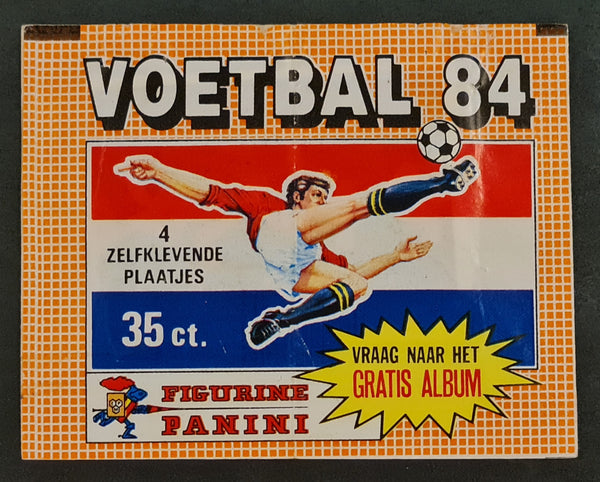 VOETBAL 84
4
ZELFKLEVENDE
PLAATJES
35 ct.
VRAAG NAAR HET
GRATIS ALBUM
FIGURINE
PANINI